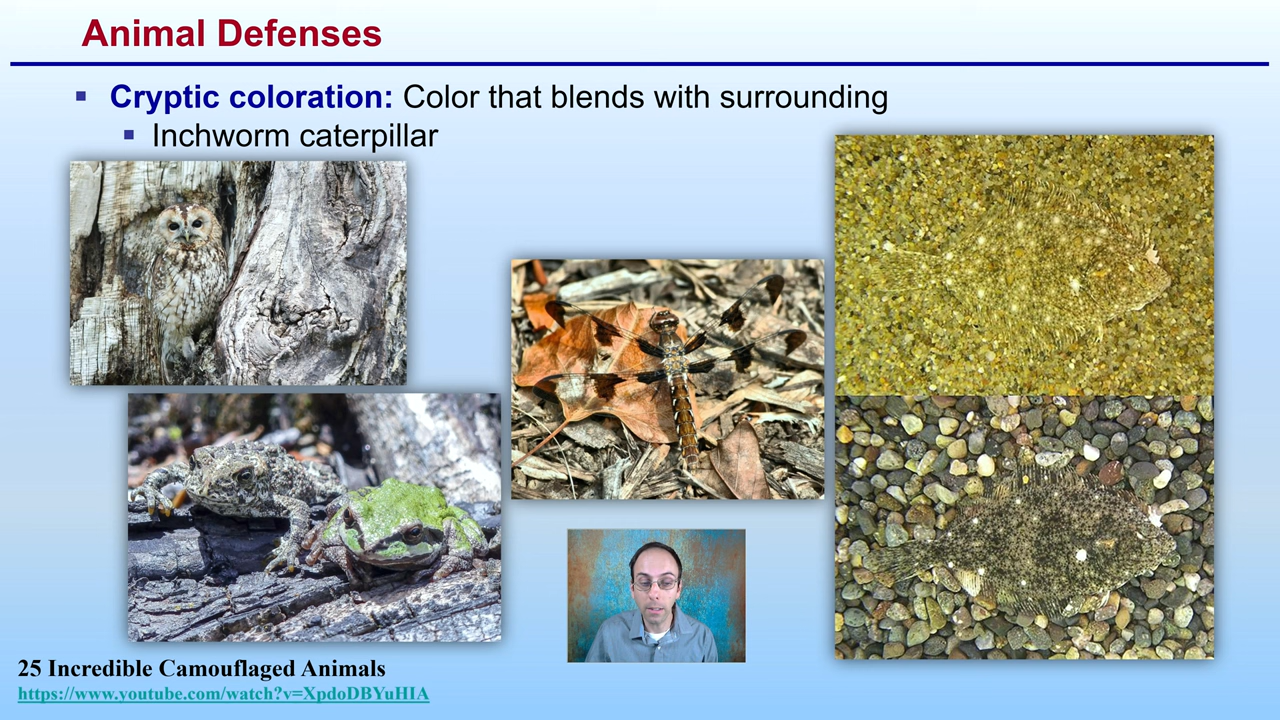 Animal Defenses
Cryptic coloration: Color that blends with surrounding
Inchworm caterpillar
25 Incredible Camouflaged Animals
https://www.youtube.com/watch?v=XpdoDBYuHIA